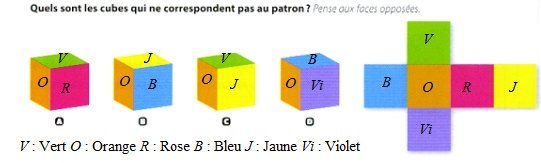 Quels sont les cubes qui ne correspondent pas au patron ? Pense aux faces opposées.
V
O R
A
J
O B
B
V
O J
C
B
O Vi
D
V
B O R J
Vi
V : Vert O : Orange R : Rose B : Bleu J : Jaune Vi : Violet